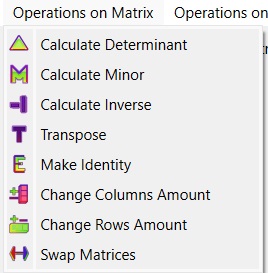 Operations on Matrix Operations on
Calculate Determinant
Calculate Minor
Calculate Inverse
Transpose
Make Identity
Change Columns Amount
Change Rows Amount
Swap Matrices